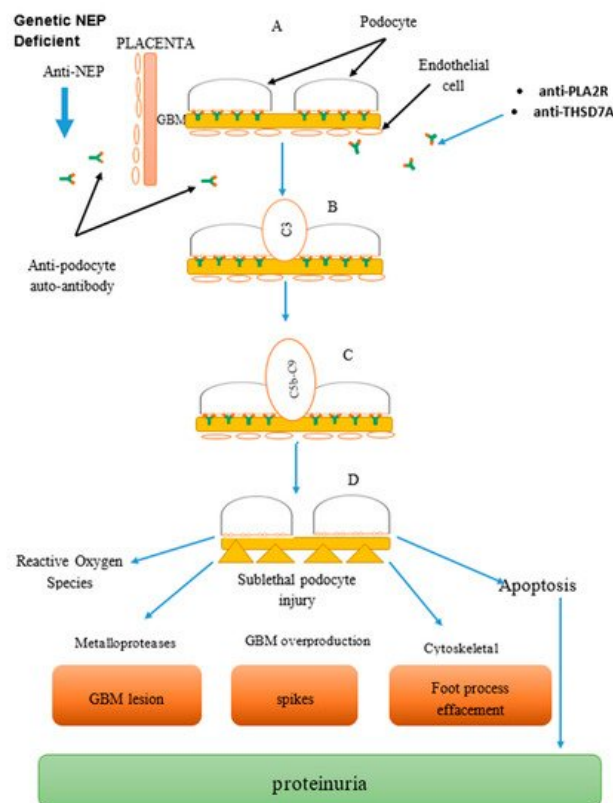 Genetic NEP
Deficient
PLACENTA
A
Podocyte
Anti-NEP
Endothelial
cell
• anti-PLA2R
• anti-THSD7A
GBM
Anti-podocyte
auto-antibody
B
C3
C
C5b-C9
D
Reactive Oxygen
Species
Sublethal podocyte
injury
Apoptosis
Metalloproteases
GBM overproduction
Cytoskeletal
GBM lesion
spikes
Foot process
effacement
proteinuria